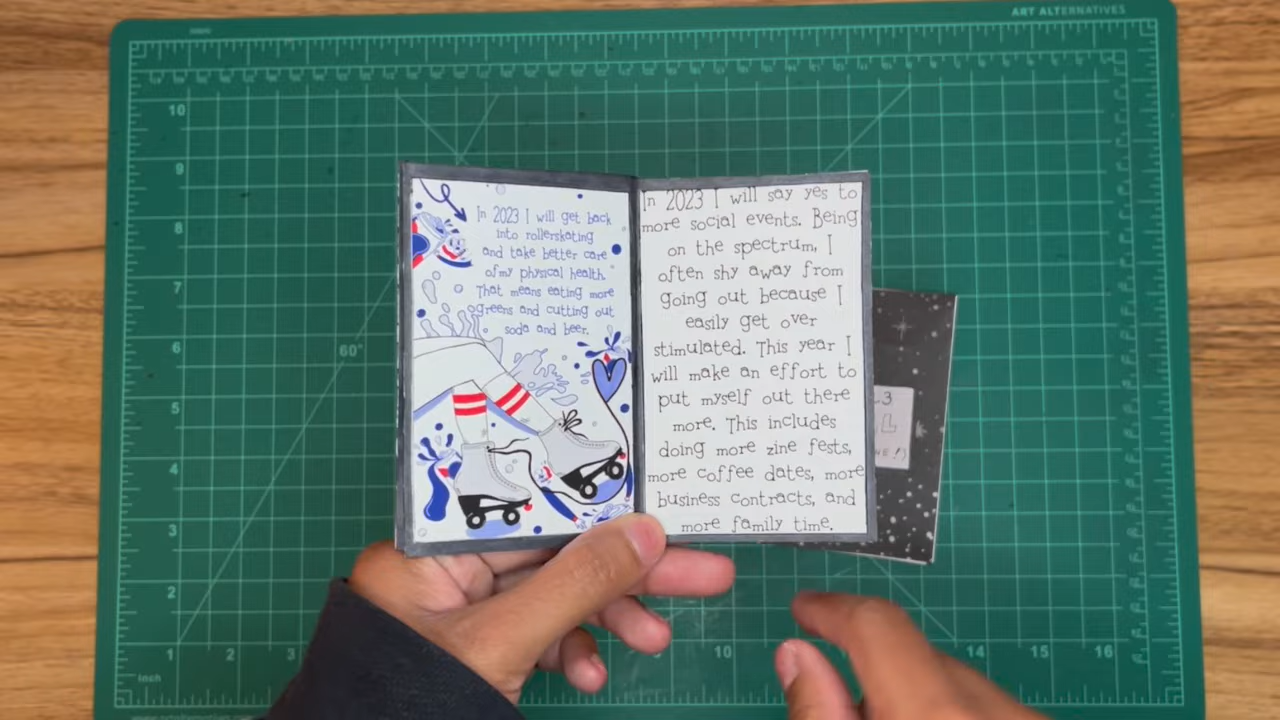 ART ALTERNATIVES
In 2023 I will get back
into rollerskating
and take better care
of my physical health.
That means eating more
greens and cutting out
soda and beer.
In 2023 I will say yes to
more social events. Being
on the spectrum, I
often shy away from
going out because I
easily get over
stimulated. This year I
will make an effort to
put myself out there
more. This includes
doing more zine fests,
more coffee dates, more
business contracts, and
more family time.
10
9
8
7
6
5
4
3
2
1
60°
Inch
1 2 3 10 14 15 16